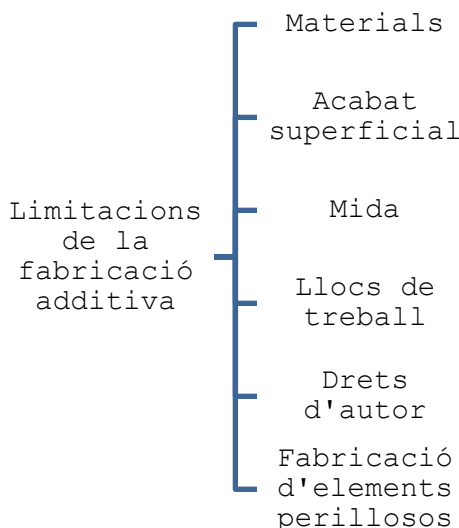 Limitacions
de la
fabricació
additiva
Materials
Acabat
superficial
Mida
Llocs de
treball
Drets
d'autor
Fabricació
d'elements
perillosos